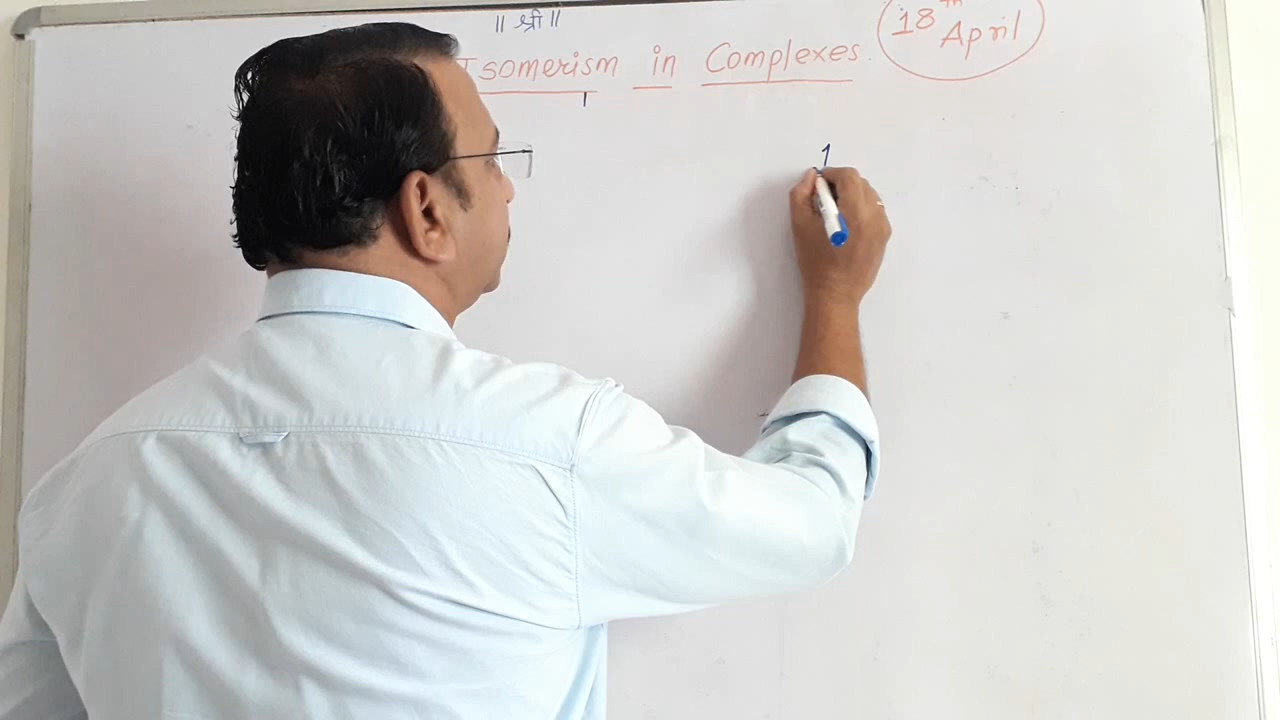 ॥ श्री ॥
Isomerism in Complexes.
18th
April
1